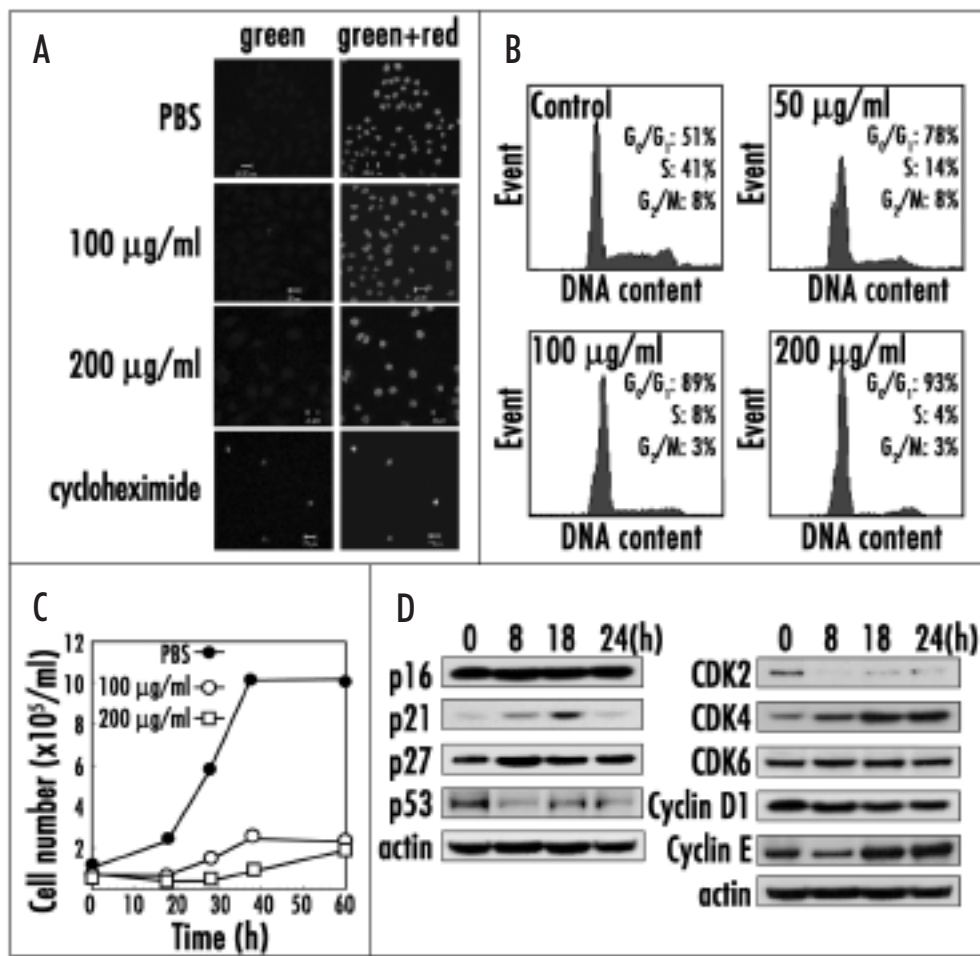 A
green green+red
PBS
100 µg/ml
200 µg/ml
cycloheximide
B
Control
G₀/G₁: 51%
S: 41%
G₂/M: 8%
Event
DNA content
50 µg/ml
G₀/G₁: 78%
S: 14%
G₂/M: 8%
Event
DNA content
100 µg/ml
G₀/G₁: 89%
S: 8%
G₂/M: 3%
Event
DNA content
200 µg/ml
G₀/G₁: 93%
S: 4%
G₂/M: 3%
Event
DNA content
C
Cell number (x10⁵/ml)
12
10
8
6
4
2
PBS
100 µg/ml
200 µg/ml
0 10 20 30 40 50 60
Time (h)
D
0 8 18 24(h)
p16
p21
p27
p53
actin
0 8 18 24(h)
CDK2
CDK4
CDK6
Cyclin D1
Cyclin E
actin